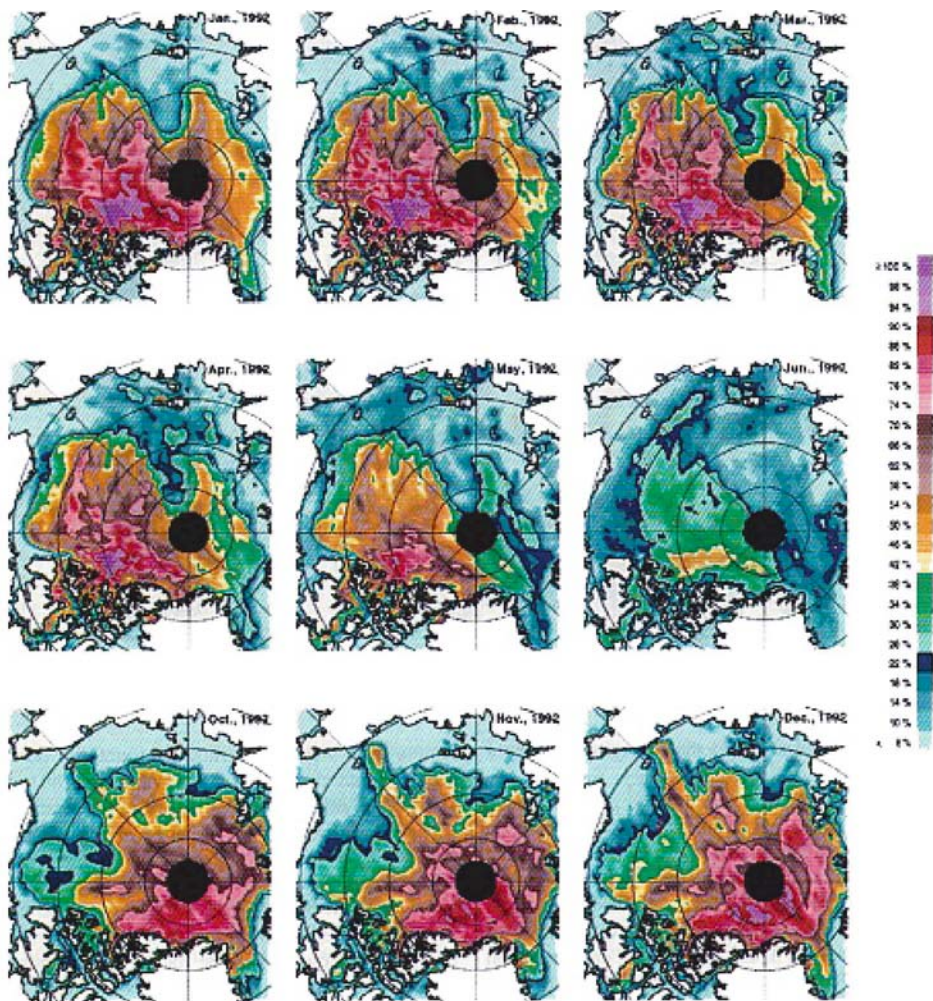 Jan., 1992
Feb., 1992
Mar., 1992
Apr., 1992
May, 1992
Jun., 1992
Oct., 1992
Nov., 1992
Dec., 1992
≥100 %
98 %
94 %
90 %
86 %
82 %
78 %
74 %
70 %
66 %
62 %
58 %
54 %
50 %
46 %
42 %
38 %
34 %
30 %
26 %
22 %
18 %
14 %
10 %